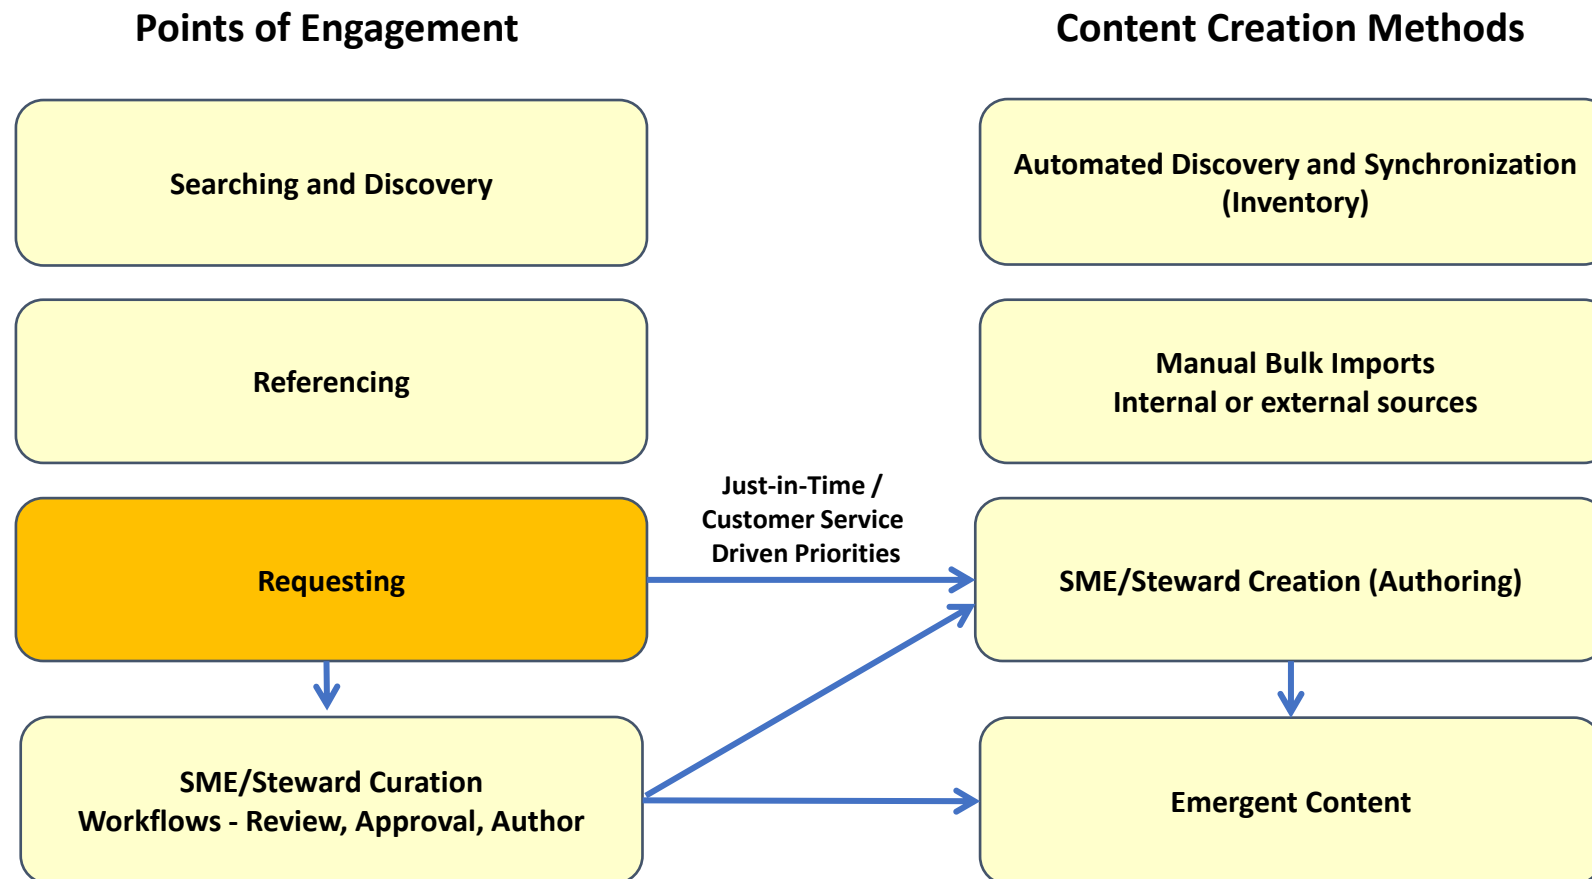 Points of Engagement
Content Creation Methods
Searching and Discovery
Automated Discovery and Synchronization
(Inventory)
Referencing
Manual Bulk Imports
Internal or external sources
Just-in-Time /
Customer Service
Driven Priorities
Requesting
SME/Steward Creation (Authoring)
SME/Steward Curation
Workflows - Review, Approval, Author
Emergent Content